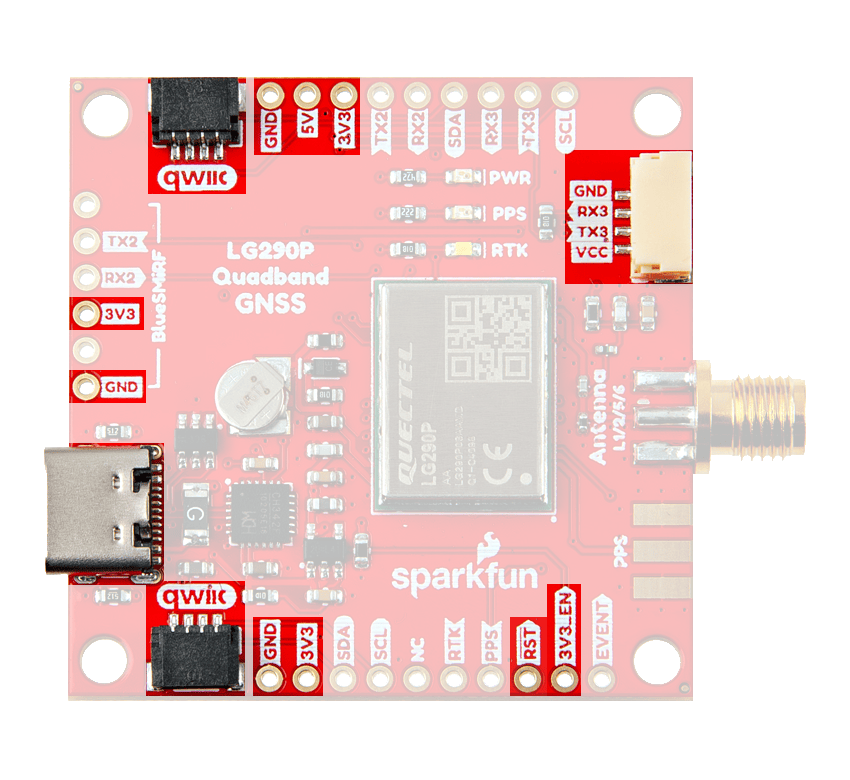 GND
5V
3V3
TX2
RX2
SDA
RX3
TX3
SCL
qwiic
PWR
PPS
RTK
GND
RX3
TX3
VCC
TX2
RX2
3V3
GND
BlueSMiRF
LG290P
Quadband
GNSS
QUECTEL
LG290P
AA
CE
Antenna
L1/2/5/6
G
PPS
sparkfun
qwiic
GND
3V3
SDA
SCL
NC
RTK
PPS
RST
3V3_EN
EVENT